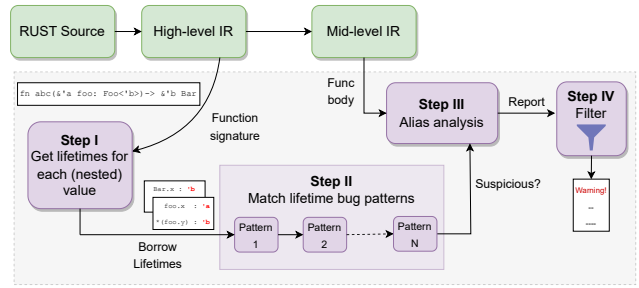 RUST Source
High-level IR
Mid-level IR
fn abc(&'a foo: Foo<'b>)-> &'b Bar
Function
signature
Func
body
Step I
Get lifetimes for
each (nested)
value
Step III
Alias analysis
Report
Step IV
Filter
Bar.x : 'b
foo.x : 'a
*(foo.y) : 'b
Step II
Match lifetime bug patterns
Pattern
1
Pattern
2
Pattern
N
Suspicious?
Borrow
Lifetimes
Warning!
...
....